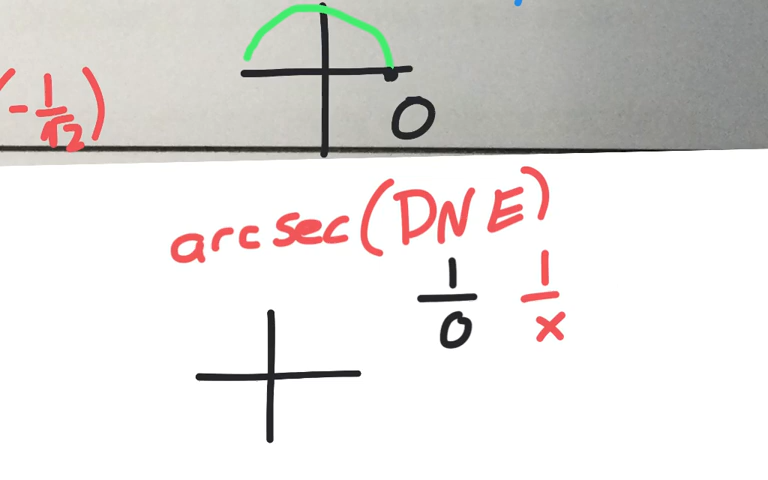 (-1/√2)
0
arcsec(DNE)
1/0 1/x